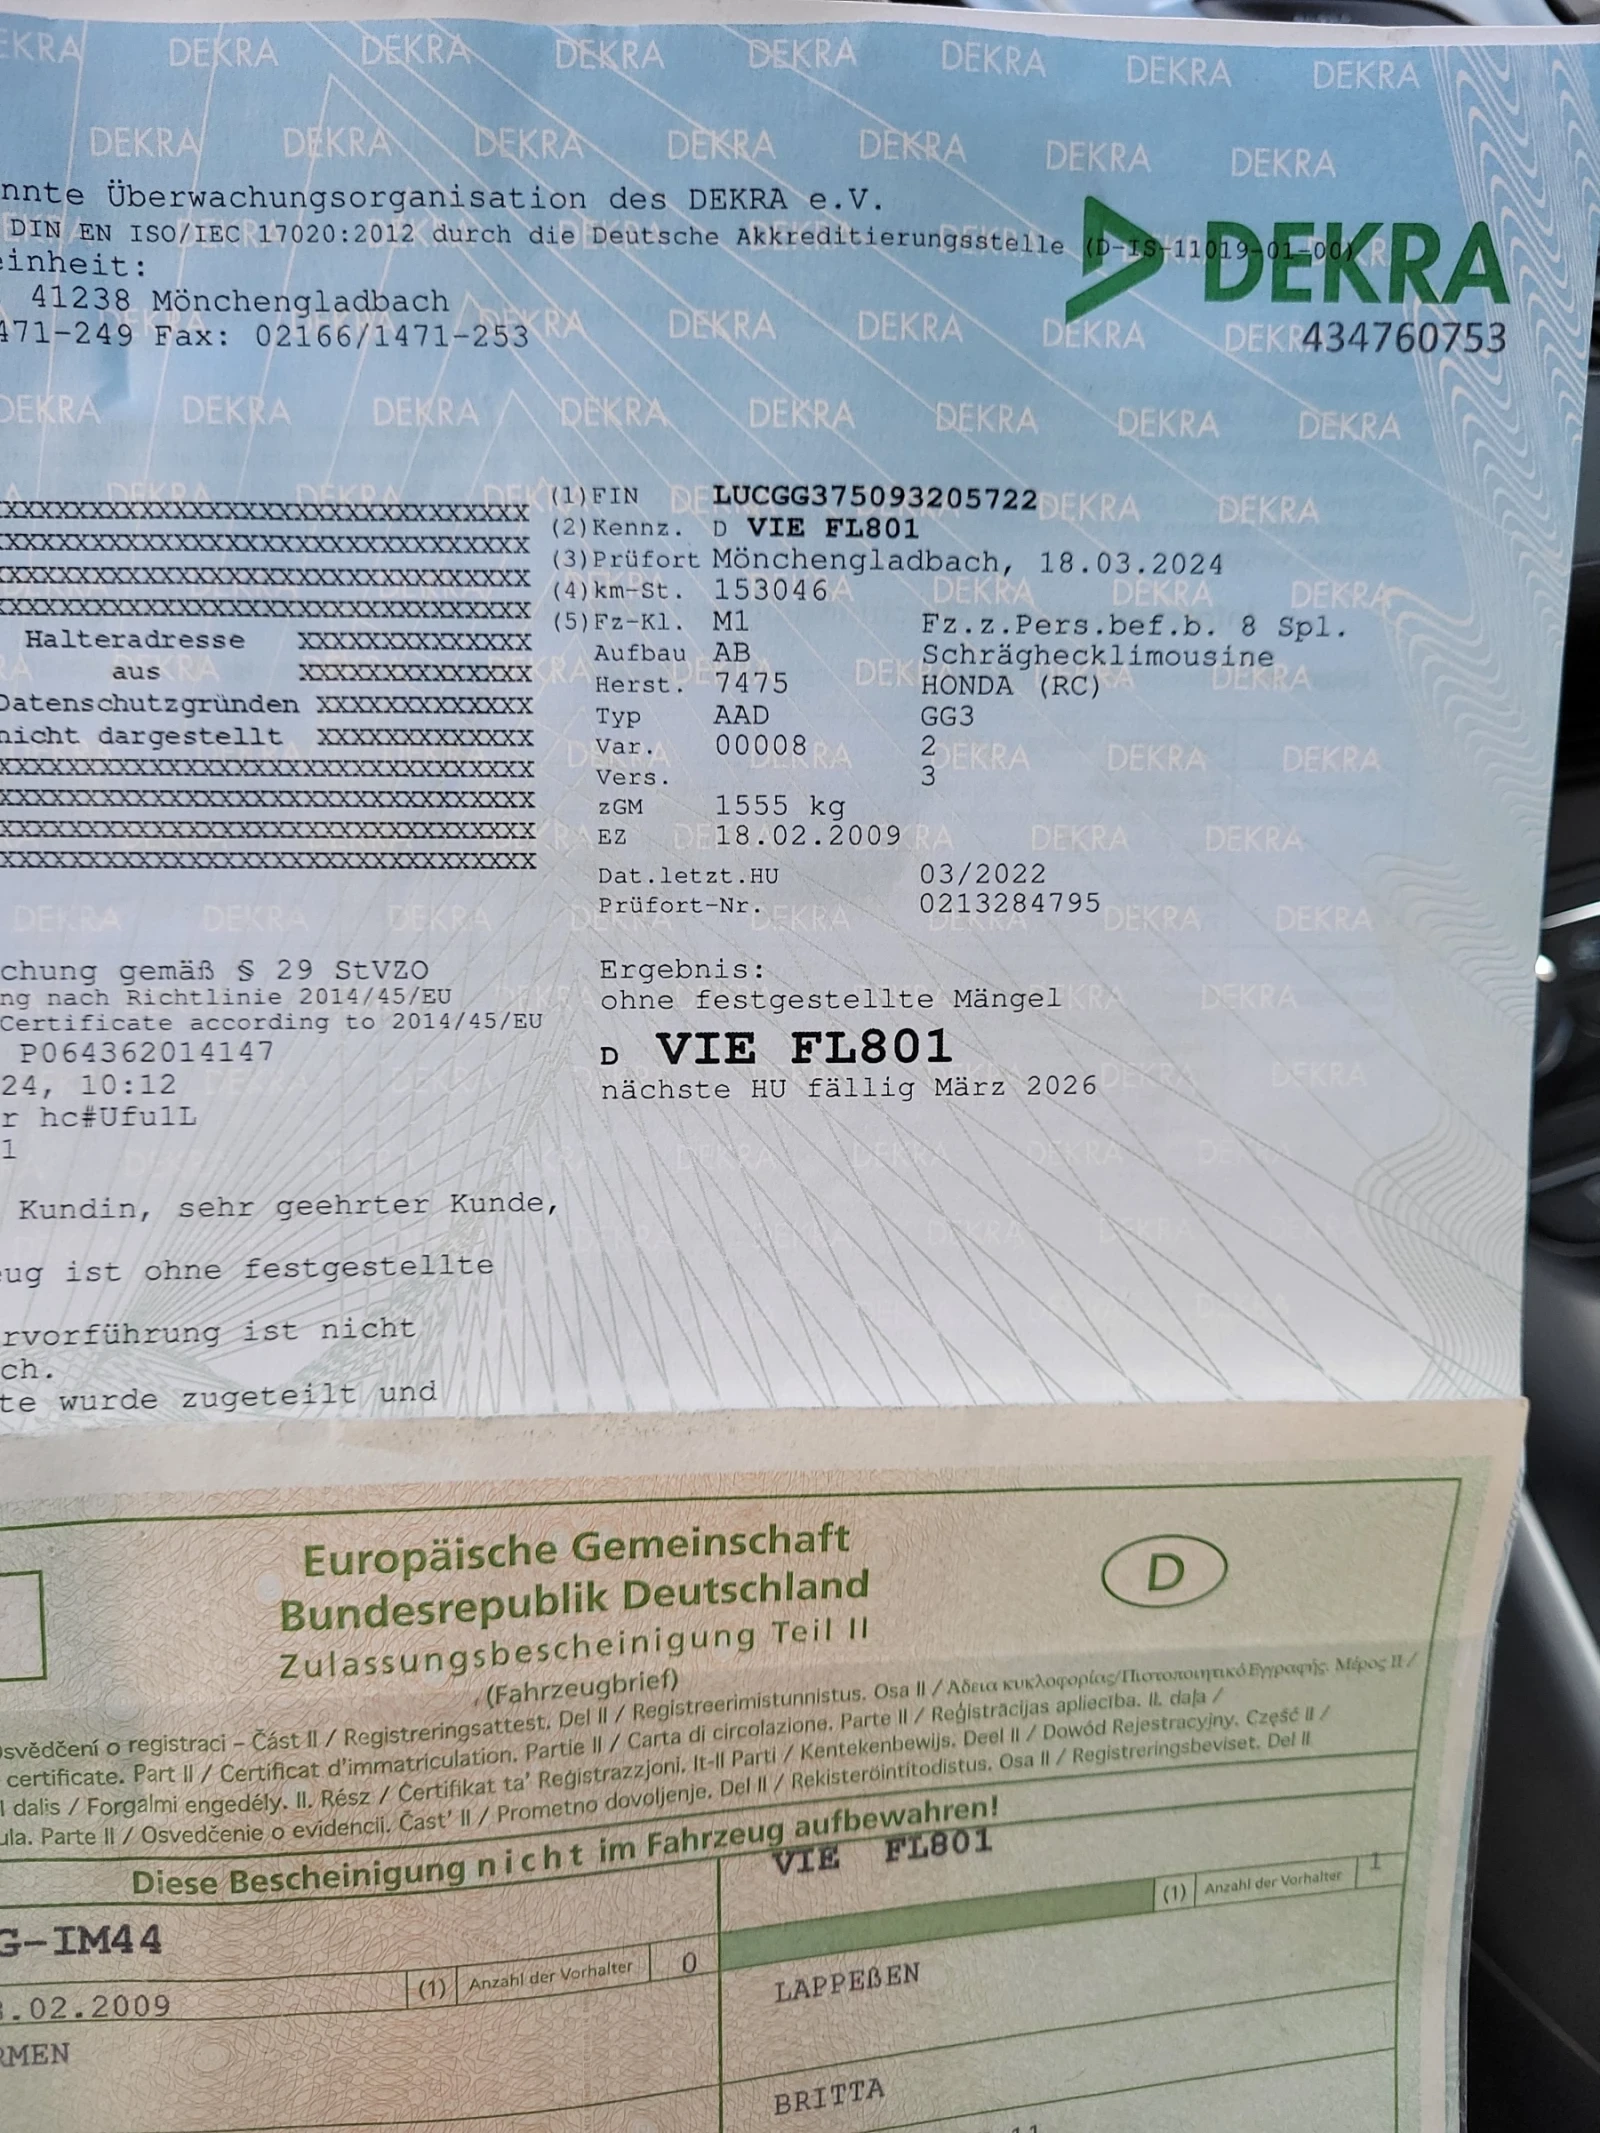 Überwachungsorganisation des DEKRA e.V.
DIN EN ISO/IEC 17020:2012 durch die Deutsche Akkreditierungsstelle (D-IS-11019-01-00)
DEKRA
einheit:
41238 Mönchengladbach
471-249 Fax: 02166/1471-253
434760753
Halteradresse
aus
Datenschutzgründen
nicht dargestellt
(1)FIN LUCGG375093205722
(2)Kennz. D VIE FL801
(3)Prüfort Mönchengladbach, 18.03.2024
(4)km-St. 153046
(5)Fz-Kl. M1 Fz.z.Pers.bef.b. 8 Spl.
Aufbau AB Schräghecklimousine
Herst. 7475 HONDA (RC)
Typ AAD GG3
Var. 00008 2
Vers. 3
zGM 1555 kg
EZ 18.02.2009
Dat.letzt.HU 03/2022
Prüfort-Nr. 0213284795
chung gemäß § 29 StVZO
ng nach Richtlinie 2014/45/EU
Certificate according to 2014/45/EU
P064362014147
24, 10:12
r hc#Ufu1L
1
Ergebnis:
ohne festgestellte Mängel
D VIE FL801
nächste HU fällig März 2026
Kundin, sehr geehrter Kunde,
ug ist ohne festgestellte
rvorführung ist nicht
ch.
te wurde zugeteilt und
Europäische Gemeinschaft
Bundesrepublik Deutschland
D
Zulassungsbescheinigung Teil II
(Fahrzeugbrief)
svědčení o registraci – Část II / Registreringsattest. Del II / Registreerimistunnistus. Osa II / Άδεια κυκλοφορίας/Πιστοποιητικό Εγγραφής. Μέρος II /
certificate. Part II / Certificat d'immatriculation. Partie II / Carta di circolazione. Parte II / Reģistrācijas apliecība. II. daļa /
I dalis / Forgalmi engedély. II. Rész / Ċertifikat ta' Reġistrazzjoni. It-II Parti / Kentekenbewijs. Deel II / Dowód Rejestracyjny. Część II /
ula. Parte II / Osvedčenie o evidencii. Časť II / Prometno dovoljenje. Del II / Rekisteröintitodistus. Osa II / Registreringsbeviset. Del II
Diese Bescheinigung nicht im Fahrzeug aufbewahren!
VIE FL801
(1) Anzahl der Vorhalter 1
G-IM44
(1) Anzahl der Vorhalter 0
.02.2009
LAPPEßEN
RMEN
BRITTA